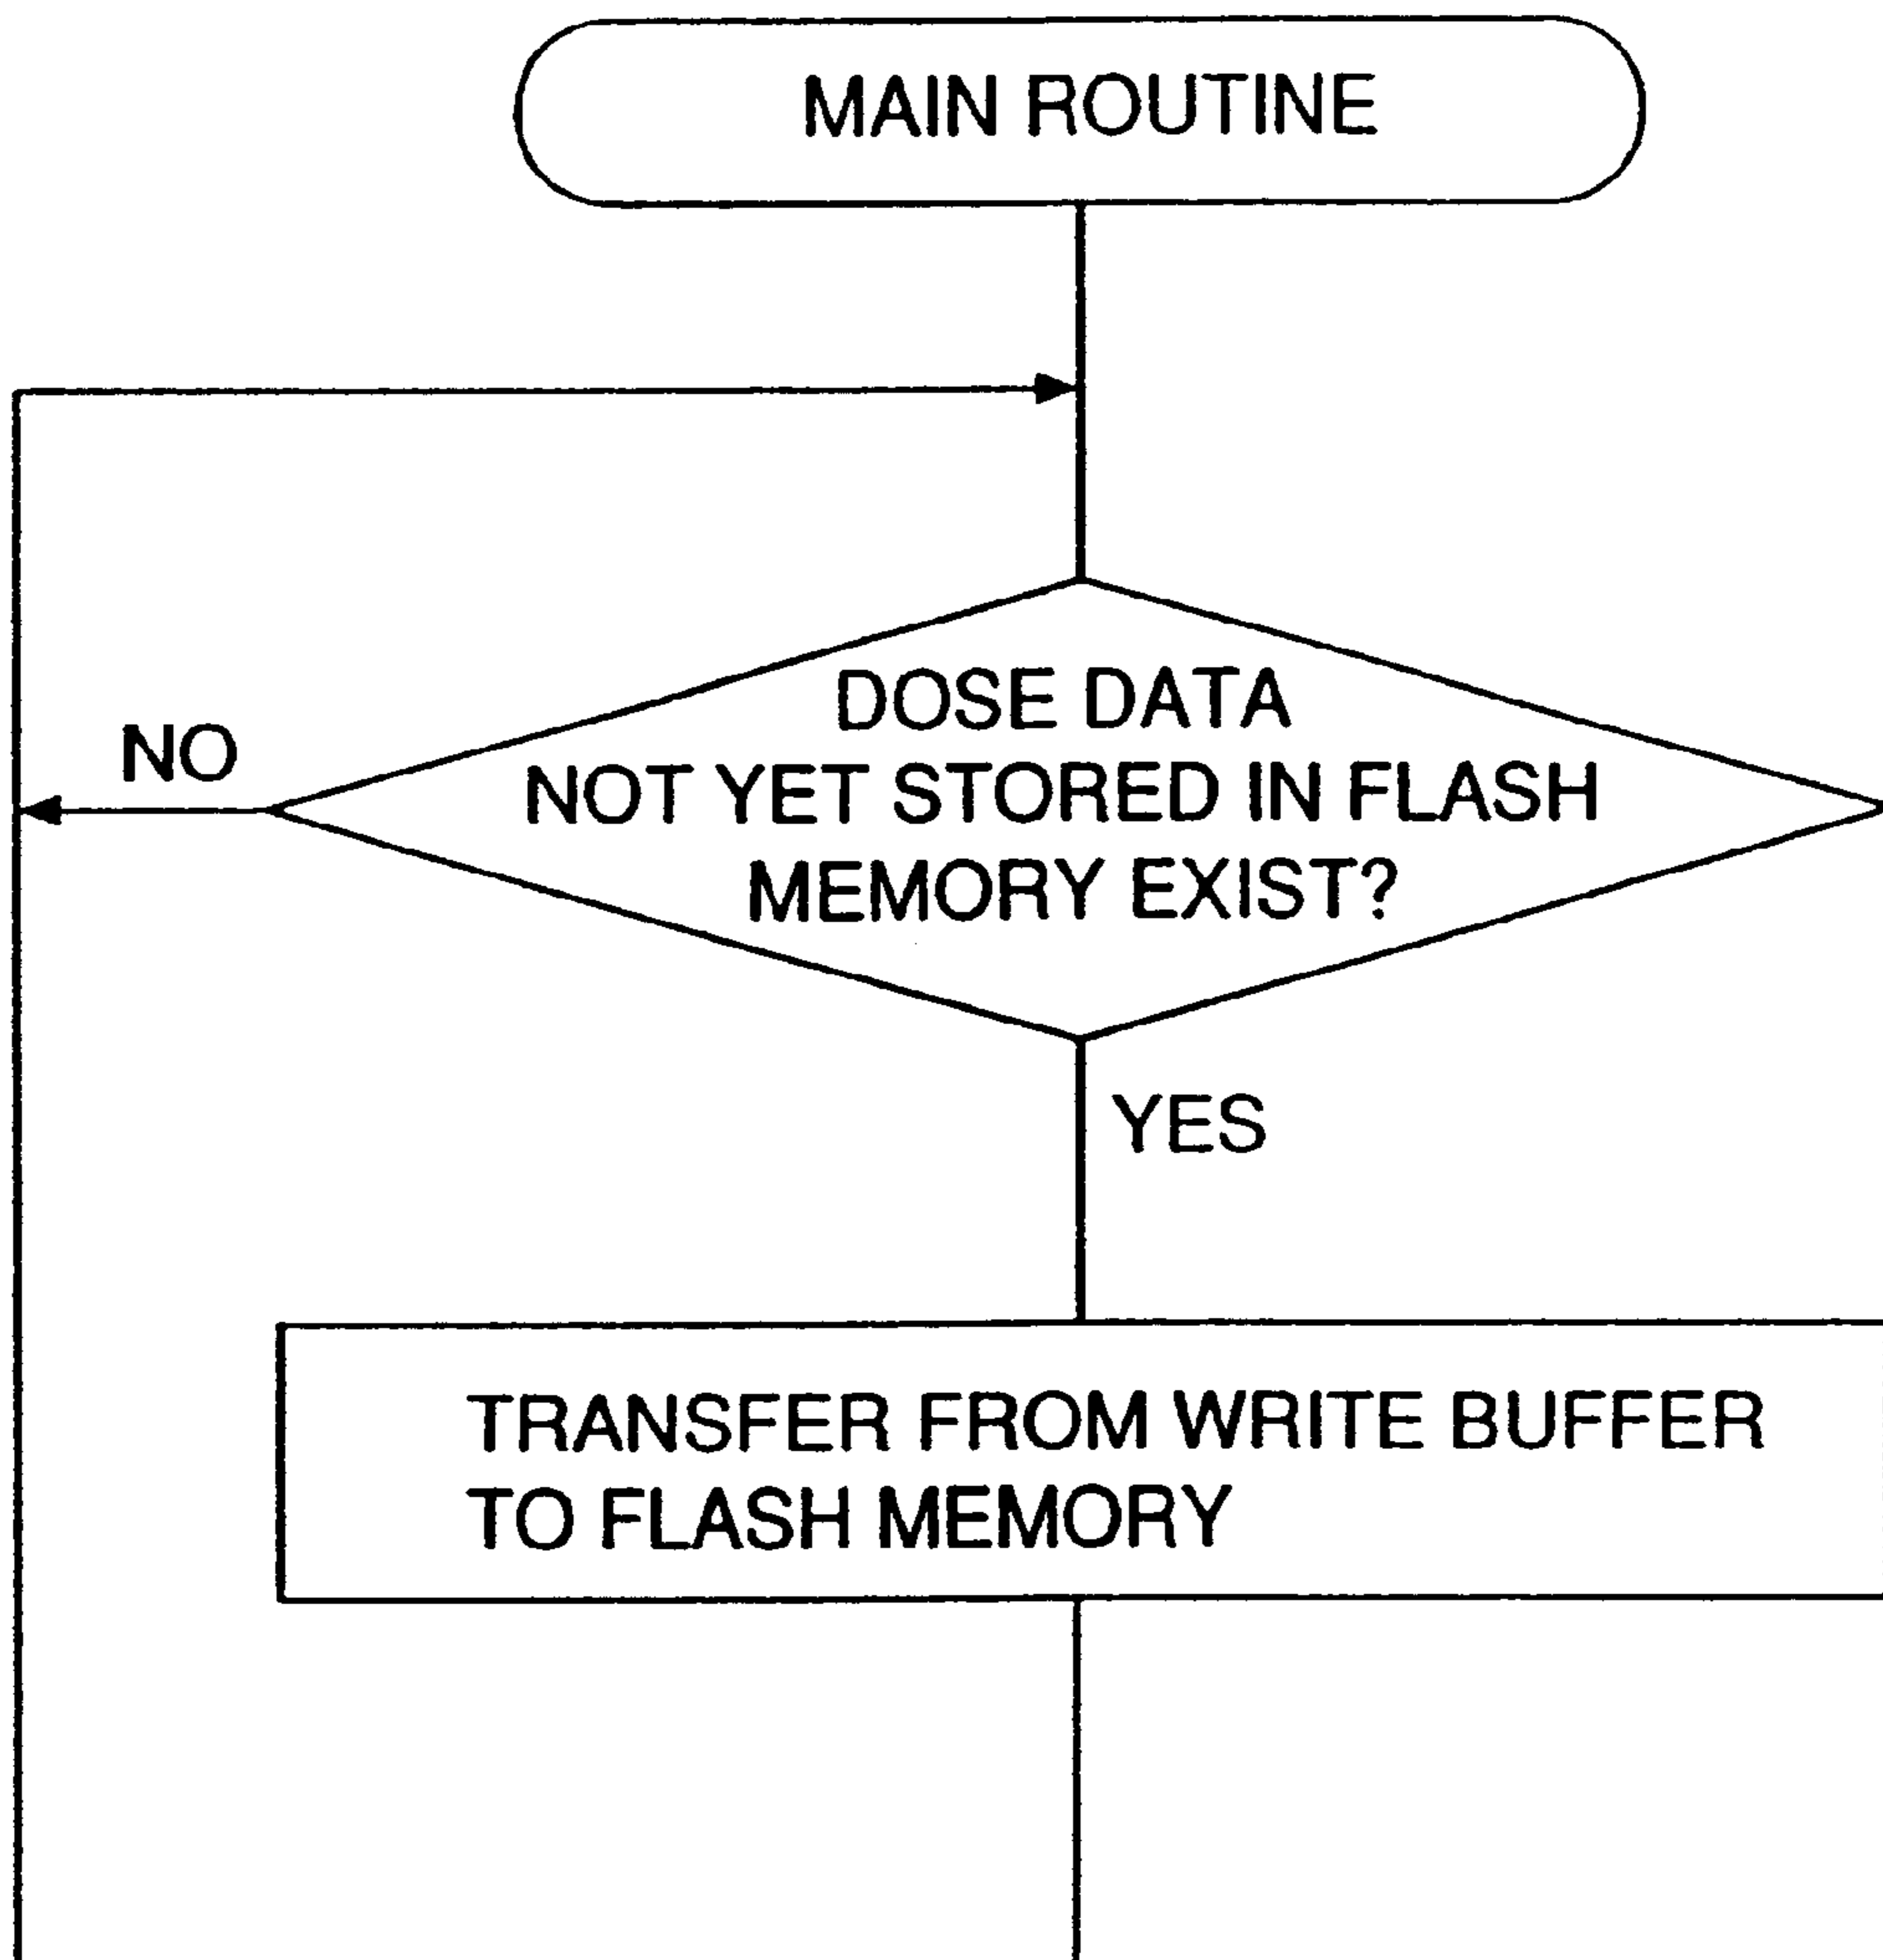 MAIN ROUTINE
DOSE DATA
NO
NOT YET STORED IN FLASH
MEMORY EXIST?
YES
TRANSFER FROM WRITE BUFFER
TO FLASH MEMORY